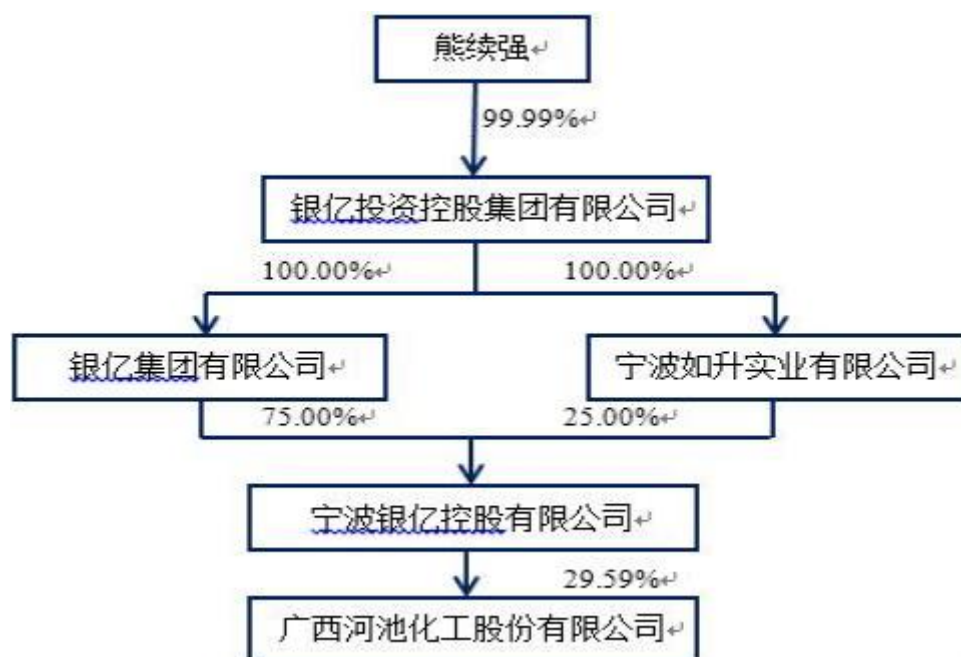 熊续强
99.99%
银亿投资控股集团有限公司
100.00%
100.00%
银亿集团有限公司
宁波如升实业有限公司
75.00%
25.00%
宁波银亿控股有限公司
29.59%
广西河池化工股份有限公司